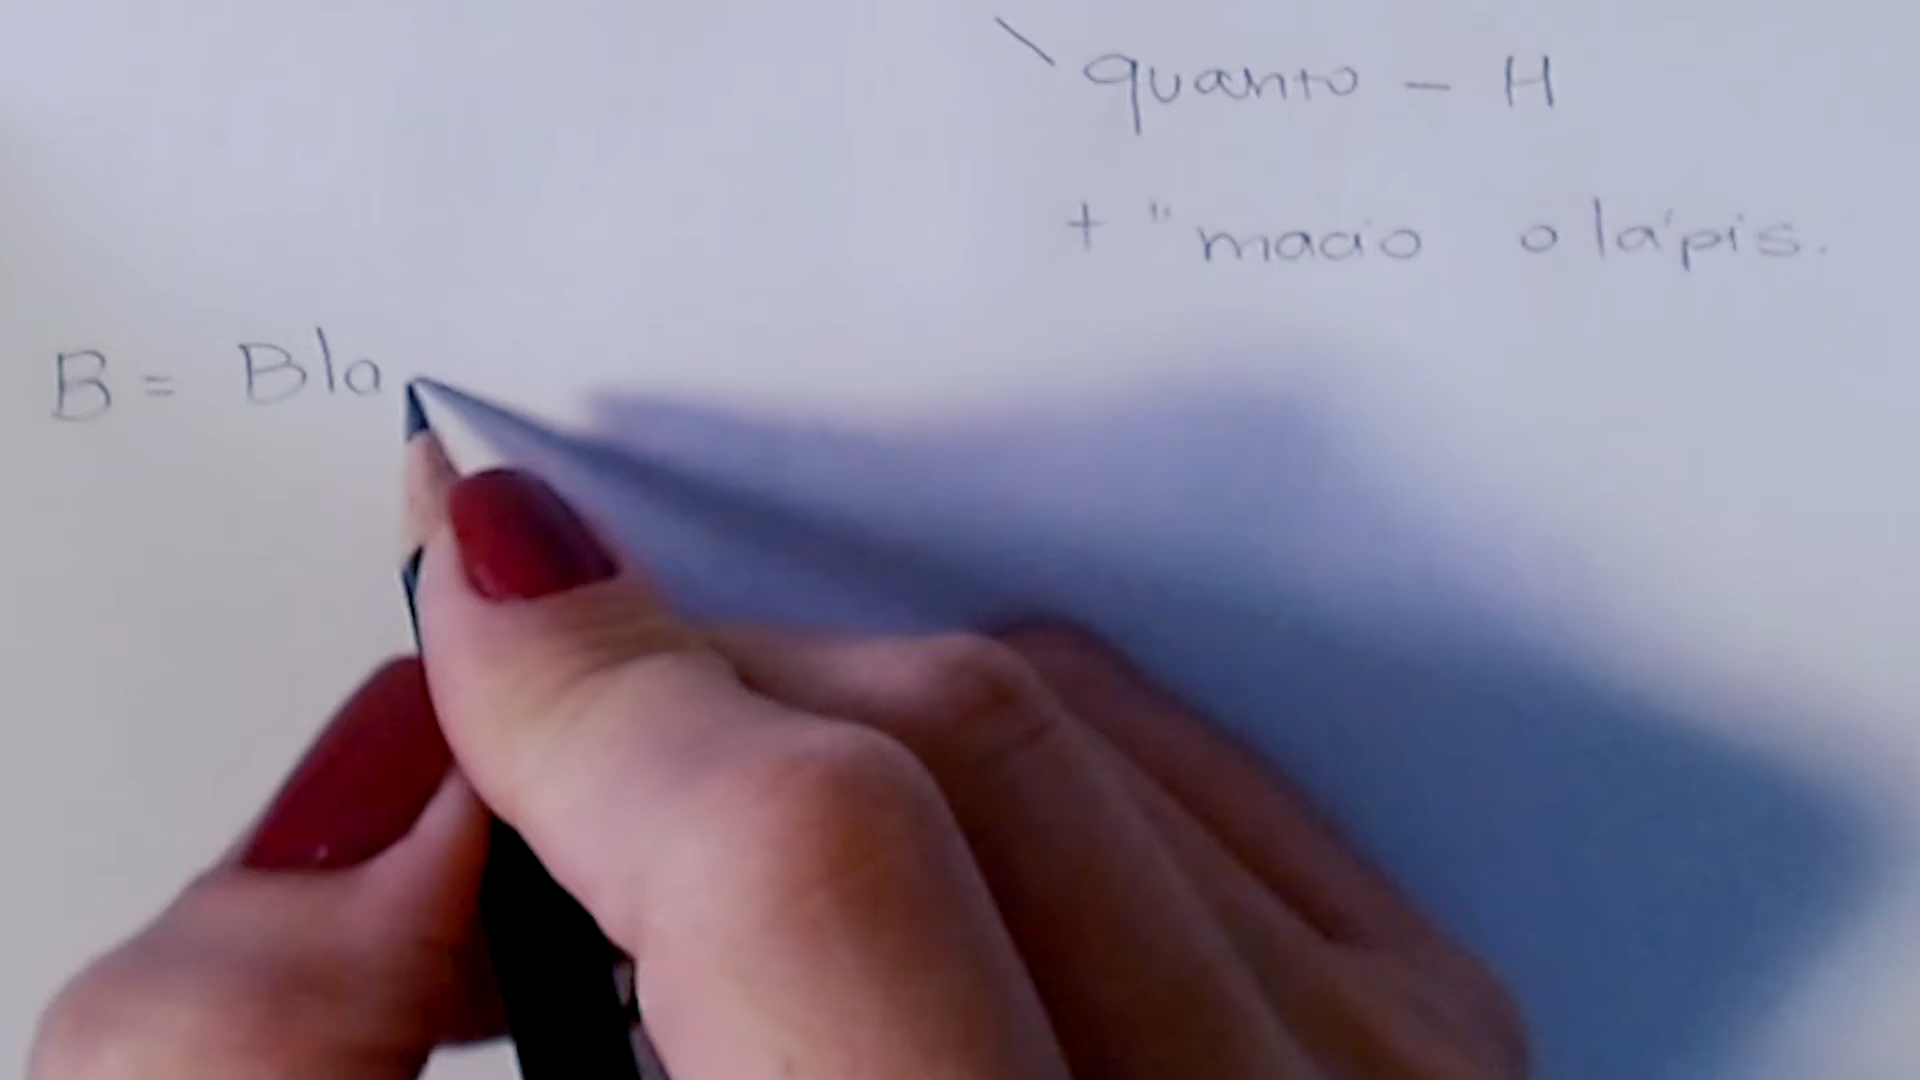 quanto – H
+ "macio o lápis.
B = Bla